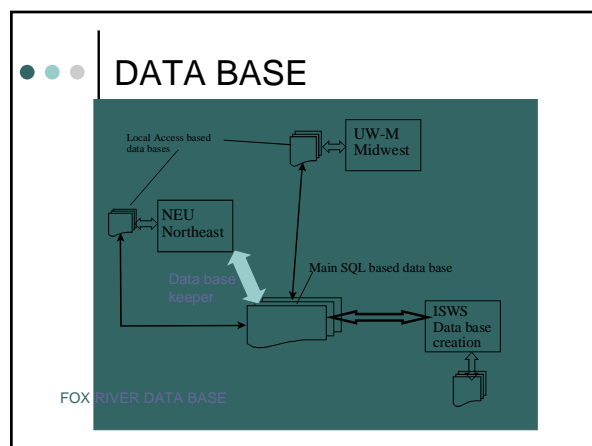 DATA BASE
Local Access based
data bases
UW-M
Midwest
NEU
Northeast
Data base
keeper
Main SQL based data base
ISWS
Data base
creation
FOX RIVER DATA BASE